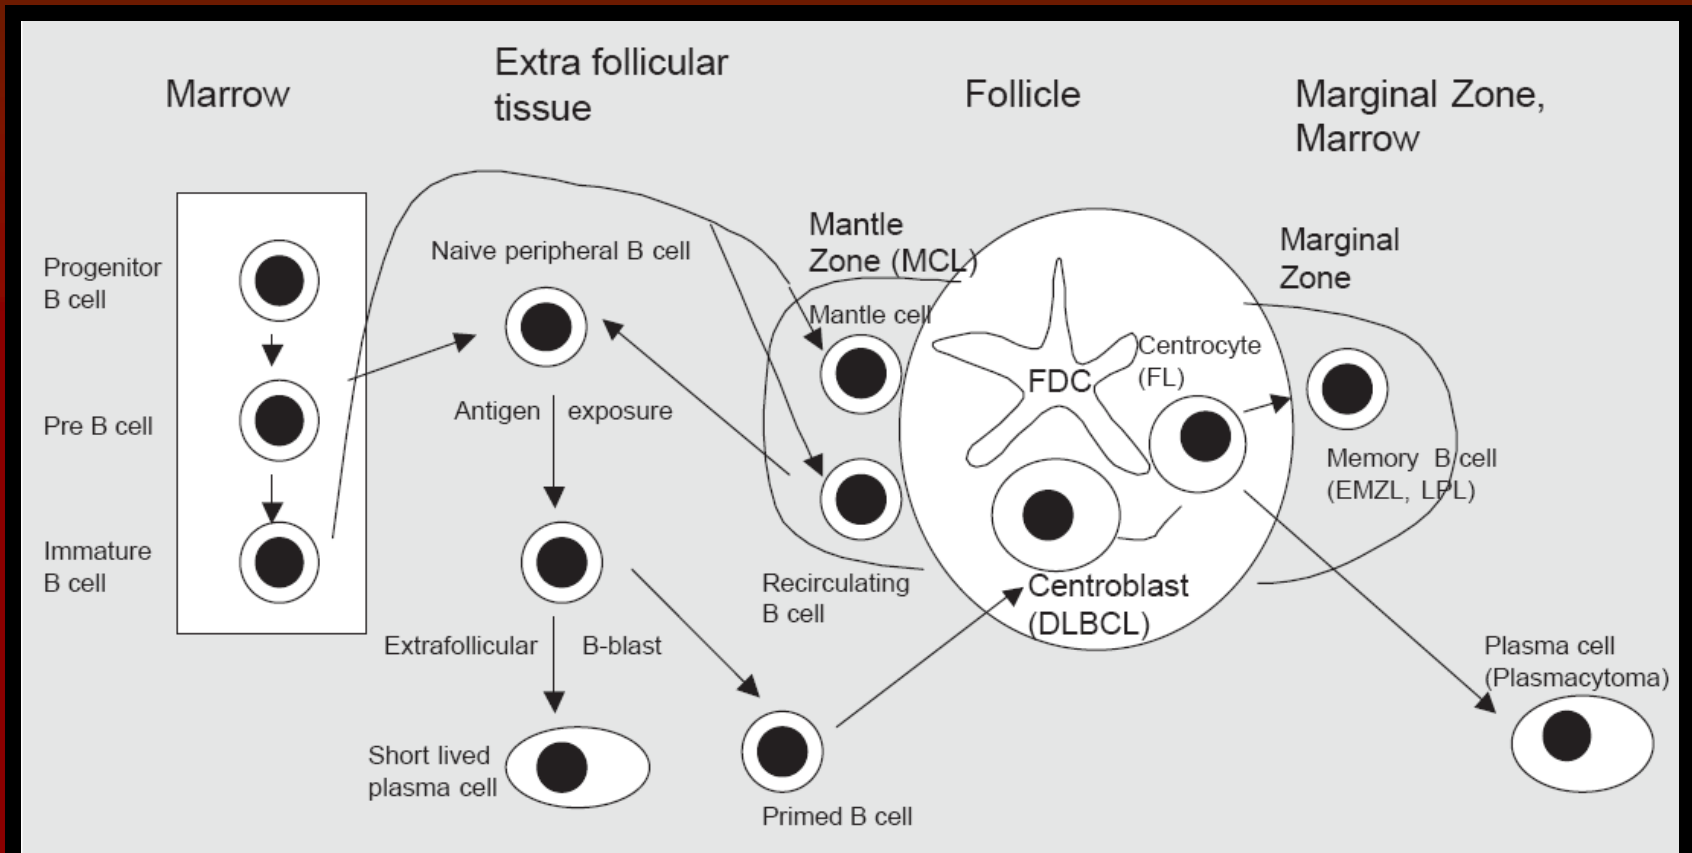 Marrow
Extra follicular
tissue
Follicle
Marginal Zone,
Marrow
Progenitor
B cell
Pre B cell
Immature
B cell
Naive peripheral B cell
Antigen exposure
Extrafollicular B-blast
Short lived
plasma cell
Primed B cell
Mantle
Zone (MCL)
Mantle cell
Recirculating
B cell
FDC
Centrocyte
(FL)
Centroblast
(DLBCL)
Marginal
Zone
Memory B cell
(EMZL, LPL)
Plasma cell
(Plasmacytoma)